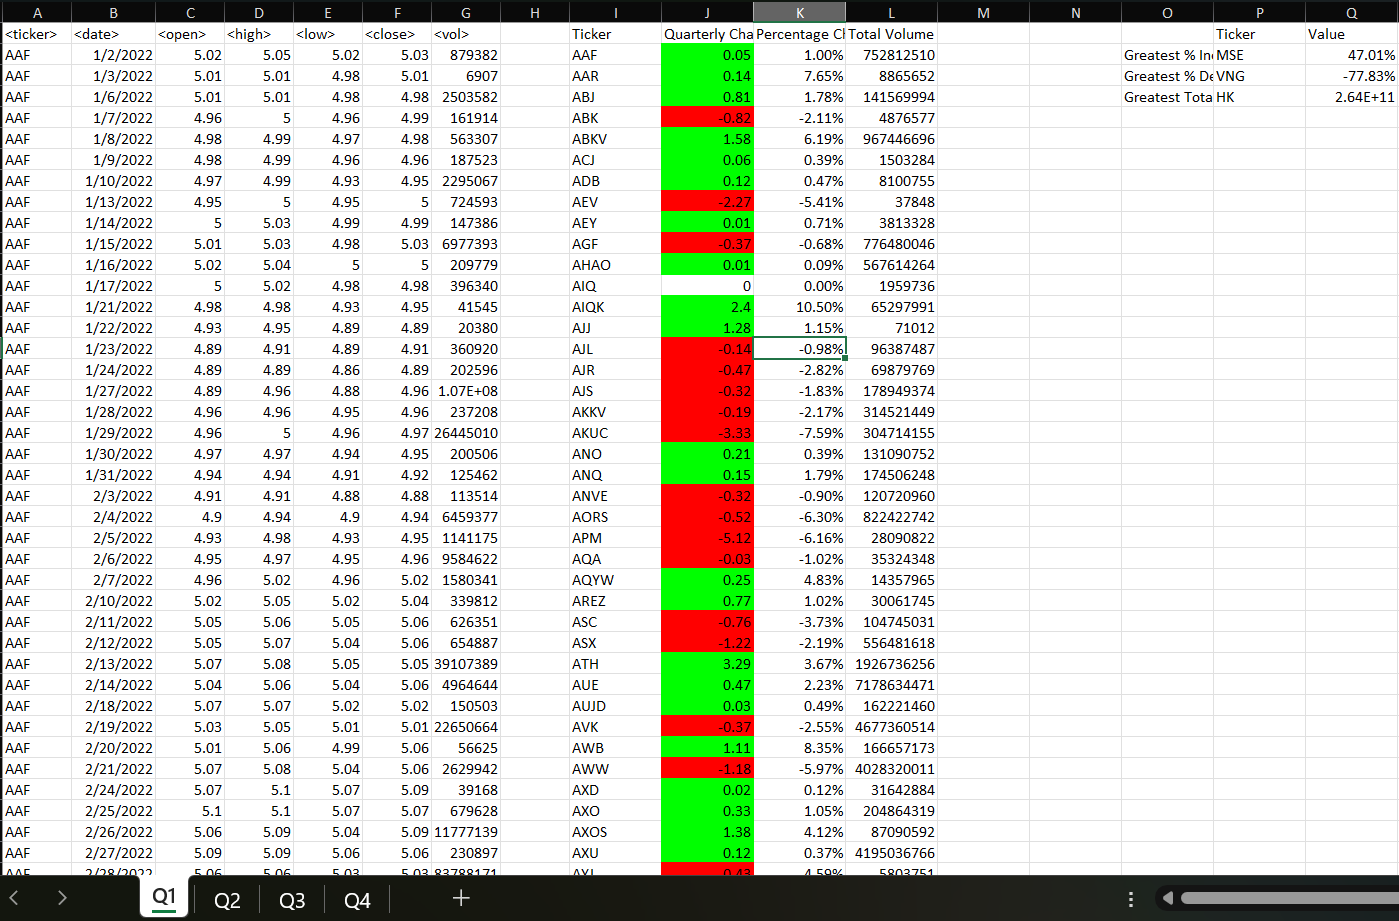 A B C D E F G H I J K L M N O P Q
<ticker> <date> <open> <high> <low> <close> <vol> Ticker Quarterly Cha Percentage Cl Total Volume Ticker Value
AAF 1/2/2022 5.02 5.05 5.02 5.03 879382 AAF 0.05 1.00% 752812510 Greatest % In MSE 47.01%
AAF 1/3/2022 5.01 5.01 4.98 5.01 6907 AAR 0.14 7.65% 8865652 Greatest % De VNG -77.83%
AAF 1/6/2022 5.01 5.01 4.98 4.98 2503582 ABJ 0.81 1.78% 141569994 Greatest Tota HK 2.64E+11
AAF 1/7/2022 4.96 5 4.96 4.99 161914 ABK -0.82 -2.11% 4876577
AAF 1/8/2022 4.98 4.99 4.97 4.98 563307 ABKV 1.58 6.19% 967446696
AAF 1/9/2022 4.98 4.99 4.96 4.96 187523 ACJ 0.06 0.39% 1503284
AAF 1/10/2022 4.97 4.99 4.93 4.95 2295067 ADB 0.12 0.47% 8100755
AAF 1/13/2022 4.95 5 4.95 5 724593 AEV -2.27 -5.41% 37848
AAF 1/14/2022 5 5.03 4.99 4.99 147386 AEY 0.01 0.71% 3813328
AAF 1/15/2022 5.01 5.03 4.98 5.03 6977393 AGF -0.37 -0.68% 776480046
AAF 1/16/2022 5.02 5.04 5 5 209779 AHAO 0.01 0.09% 567614264
AAF 1/17/2022 5 5.02 4.98 4.98 396340 AIQ 0 0.00% 1959736
AAF 1/21/2022 4.98 4.98 4.93 4.95 41545 AIQK 2.4 10.50% 65297991
AAF 1/22/2022 4.93 4.95 4.89 4.89 20380 AJJ 1.28 1.15% 71012
AAF 1/23/2022 4.89 4.91 4.89 4.91 360920 AJL -0.14 -0.98% 96387487
AAF 1/24/2022 4.89 4.89 4.86 4.89 202596 AJR -0.47 -2.82% 69879769
AAF 1/27/2022 4.89 4.96 4.88 4.96 1.07E+08 AJS -0.32 -1.83% 178949374
AAF 1/28/2022 4.96 4.96 4.95 4.96 237208 AKKV -0.19 -2.17% 314521449
AAF 1/29/2022 4.96 5 4.96 4.97 26445010 AKUC -3.33 -7.59% 304714155
AAF 1/30/2022 4.97 4.97 4.94 4.95 200506 ANO 0.21 0.39% 131090752
AAF 1/31/2022 4.94 4.94 4.91 4.92 125462 ANQ 0.15 1.79% 174506248
AAF 2/3/2022 4.91 4.91 4.88 4.88 113514 ANVE -0.32 -0.90% 120720960
AAF 2/4/2022 4.9 4.94 4.9 4.94 6459377 AORS -0.52 -6.30% 822422742
AAF 2/5/2022 4.93 4.98 4.93 4.95 1141175 APM -5.12 -6.16% 28090822
AAF 2/6/2022 4.95 4.97 4.95 4.96 9584622 AQA -0.03 -1.02% 35324348
AAF 2/7/2022 4.96 5.02 4.96 5.02 1580341 AQYW 0.25 4.83% 14357965
AAF 2/10/2022 5.02 5.05 5.02 5.04 339812 AREZ 0.77 1.02% 30061745
AAF 2/11/2022 5.05 5.06 5.05 5.06 626351 ASC -0.76 -3.73% 104745031
AAF 2/12/2022 5.05 5.07 5.04 5.06 654887 ASX -1.22 -2.19% 556481618
AAF 2/13/2022 5.07 5.08 5.05 5.05 39107389 ATH 3.29 3.67% 1926736256
AAF 2/14/2022 5.04 5.06 5.04 5.06 4964644 AUE 0.47 2.23% 7178634471
AAF 2/18/2022 5.07 5.07 5.02 5.02 150503 AUJD 0.03 0.49% 162221460
AAF 2/19/2022 5.03 5.05 5.01 5.01 22650664 AVK -0.37 -2.55% 4677360514
AAF 2/20/2022 5.01 5.06 4.99 5.06 56625 AWB 1.11 8.35% 166657173
AAF 2/21/2022 5.07 5.08 5.04 5.06 2629942 AWW -1.18 -5.97% 4028320011
AAF 2/24/2022 5.07 5.1 5.07 5.09 39168 AXD 0.02 0.12% 31642884
AAF 2/25/2022 5.1 5.1 5.07 5.07 679628 AXO 0.33 1.05% 204864319
AAF 2/26/2022 5.06 5.09 5.04 5.09 11777139 AXOS 1.38 4.12% 87090592
AAF 2/27/2022 5.09 5.09 5.06 5.06 230897 AXU 0.12 0.37% 4195036766
AAF 2/28/2022 5.06 5.06 5.03 5.03 83788171
Q1 Q2 Q3 Q4